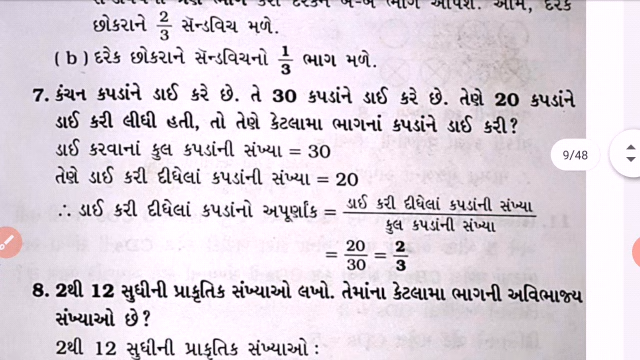 છોકરાને 2/3 સૅન્ડવિચ મળે.
(b) દરેક છોકરાને સૅન્ડવિચનો 1/3 ભાગ મળે.
7. કંચન કપડાંને ડાઈ કરે છે. તે 30 કપડાંને ડાઈ કરે છે. તેણે 20 કપડાંને
ડાઈ કરી લીધી હતી, તો તેણે કેટલામા ભાગનાં કપડાંને ડાઈ કરી?
ડાઈ કરવાનાં કુલ કપડાંની સંખ્યા = 30
તેણે ડાઈ કરી દીધેલાં કપડાંની સંખ્યા = 20
∴ ડાઈ કરી દીધેલાં કપડાંનો અપૂર્ણાંક = ડાઈ કરી દીધેલાં કપડાંની સંખ્યા / કુલ કપડાંની સંખ્યા
= 20/30 = 2/3
8. 2થી 12 સુધીની પ્રાકૃતિક સંખ્યાઓ લખો. તેમાંના કેટલામા ભાગની અવિભાજ્ય
સંખ્યાઓ છે?
2થી 12 સુધીની પ્રાકૃતિક સંખ્યાઓ :
9/48